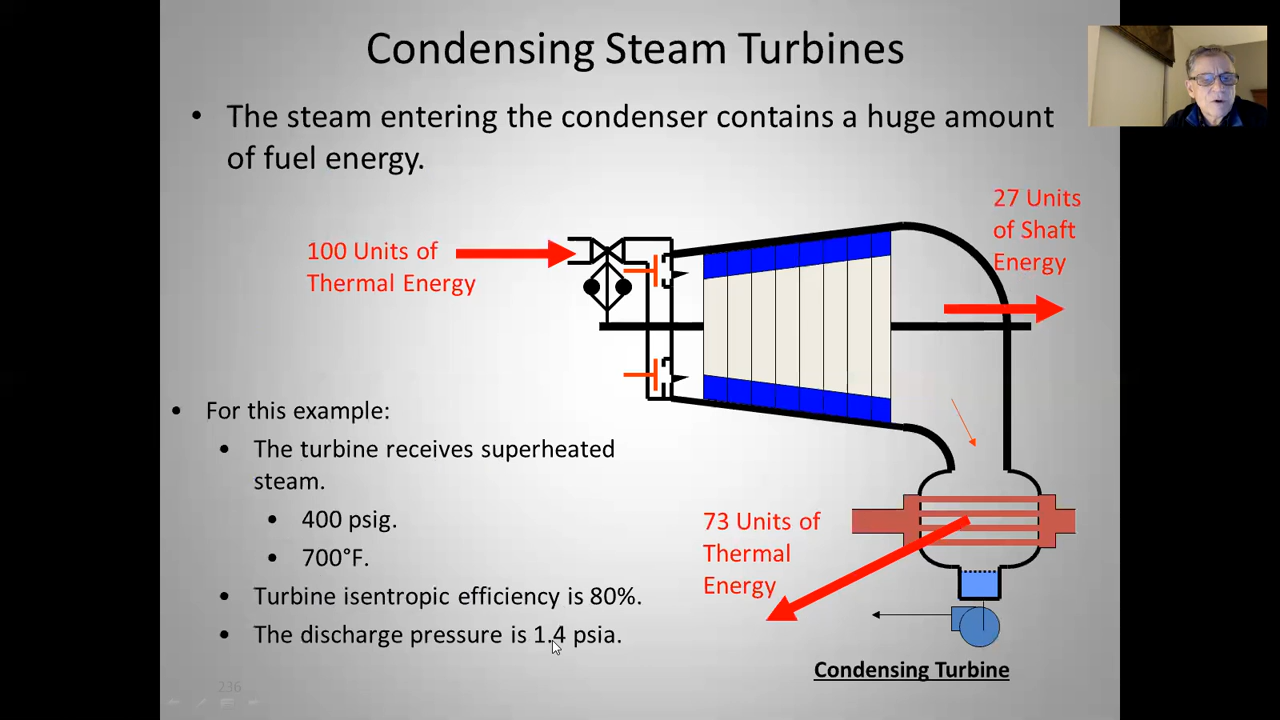 Condensing Steam Turbines
• The steam entering the condenser contains a huge amount
of fuel energy.
27 Units
of Shaft
Energy
100 Units of
Thermal Energy
• For this example:
• The turbine receives superheated
steam.
• 400 psig.
• 700°F.
• Turbine isentropic efficiency is 80%.
• The discharge pressure is 1.4 psia.
73 Units of
Thermal
Energy
Condensing Turbine
236